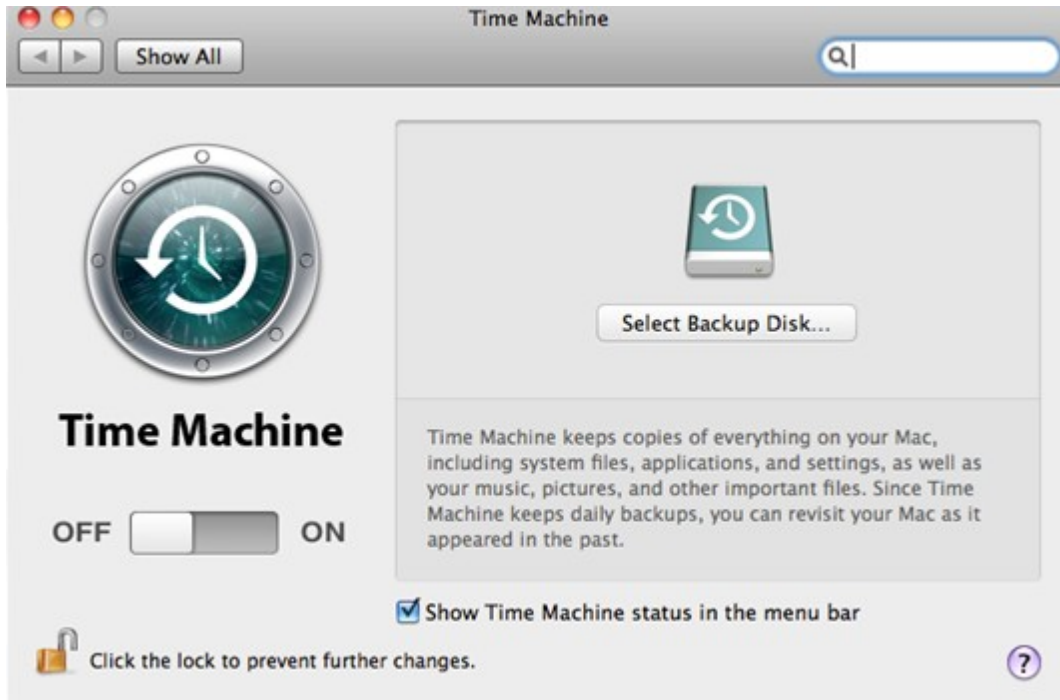 Time Machine
Show All
Select Backup Disk...
Time Machine
Time Machine keeps copies of everything on your Mac,
including system files, applications, and settings, as well as
your music, pictures, and other important files. Since Time
Machine keeps daily backups, you can revisit your Mac as it
appeared in the past.
OFF ON
Show Time Machine status in the menu bar
Click the lock to prevent further changes.
?